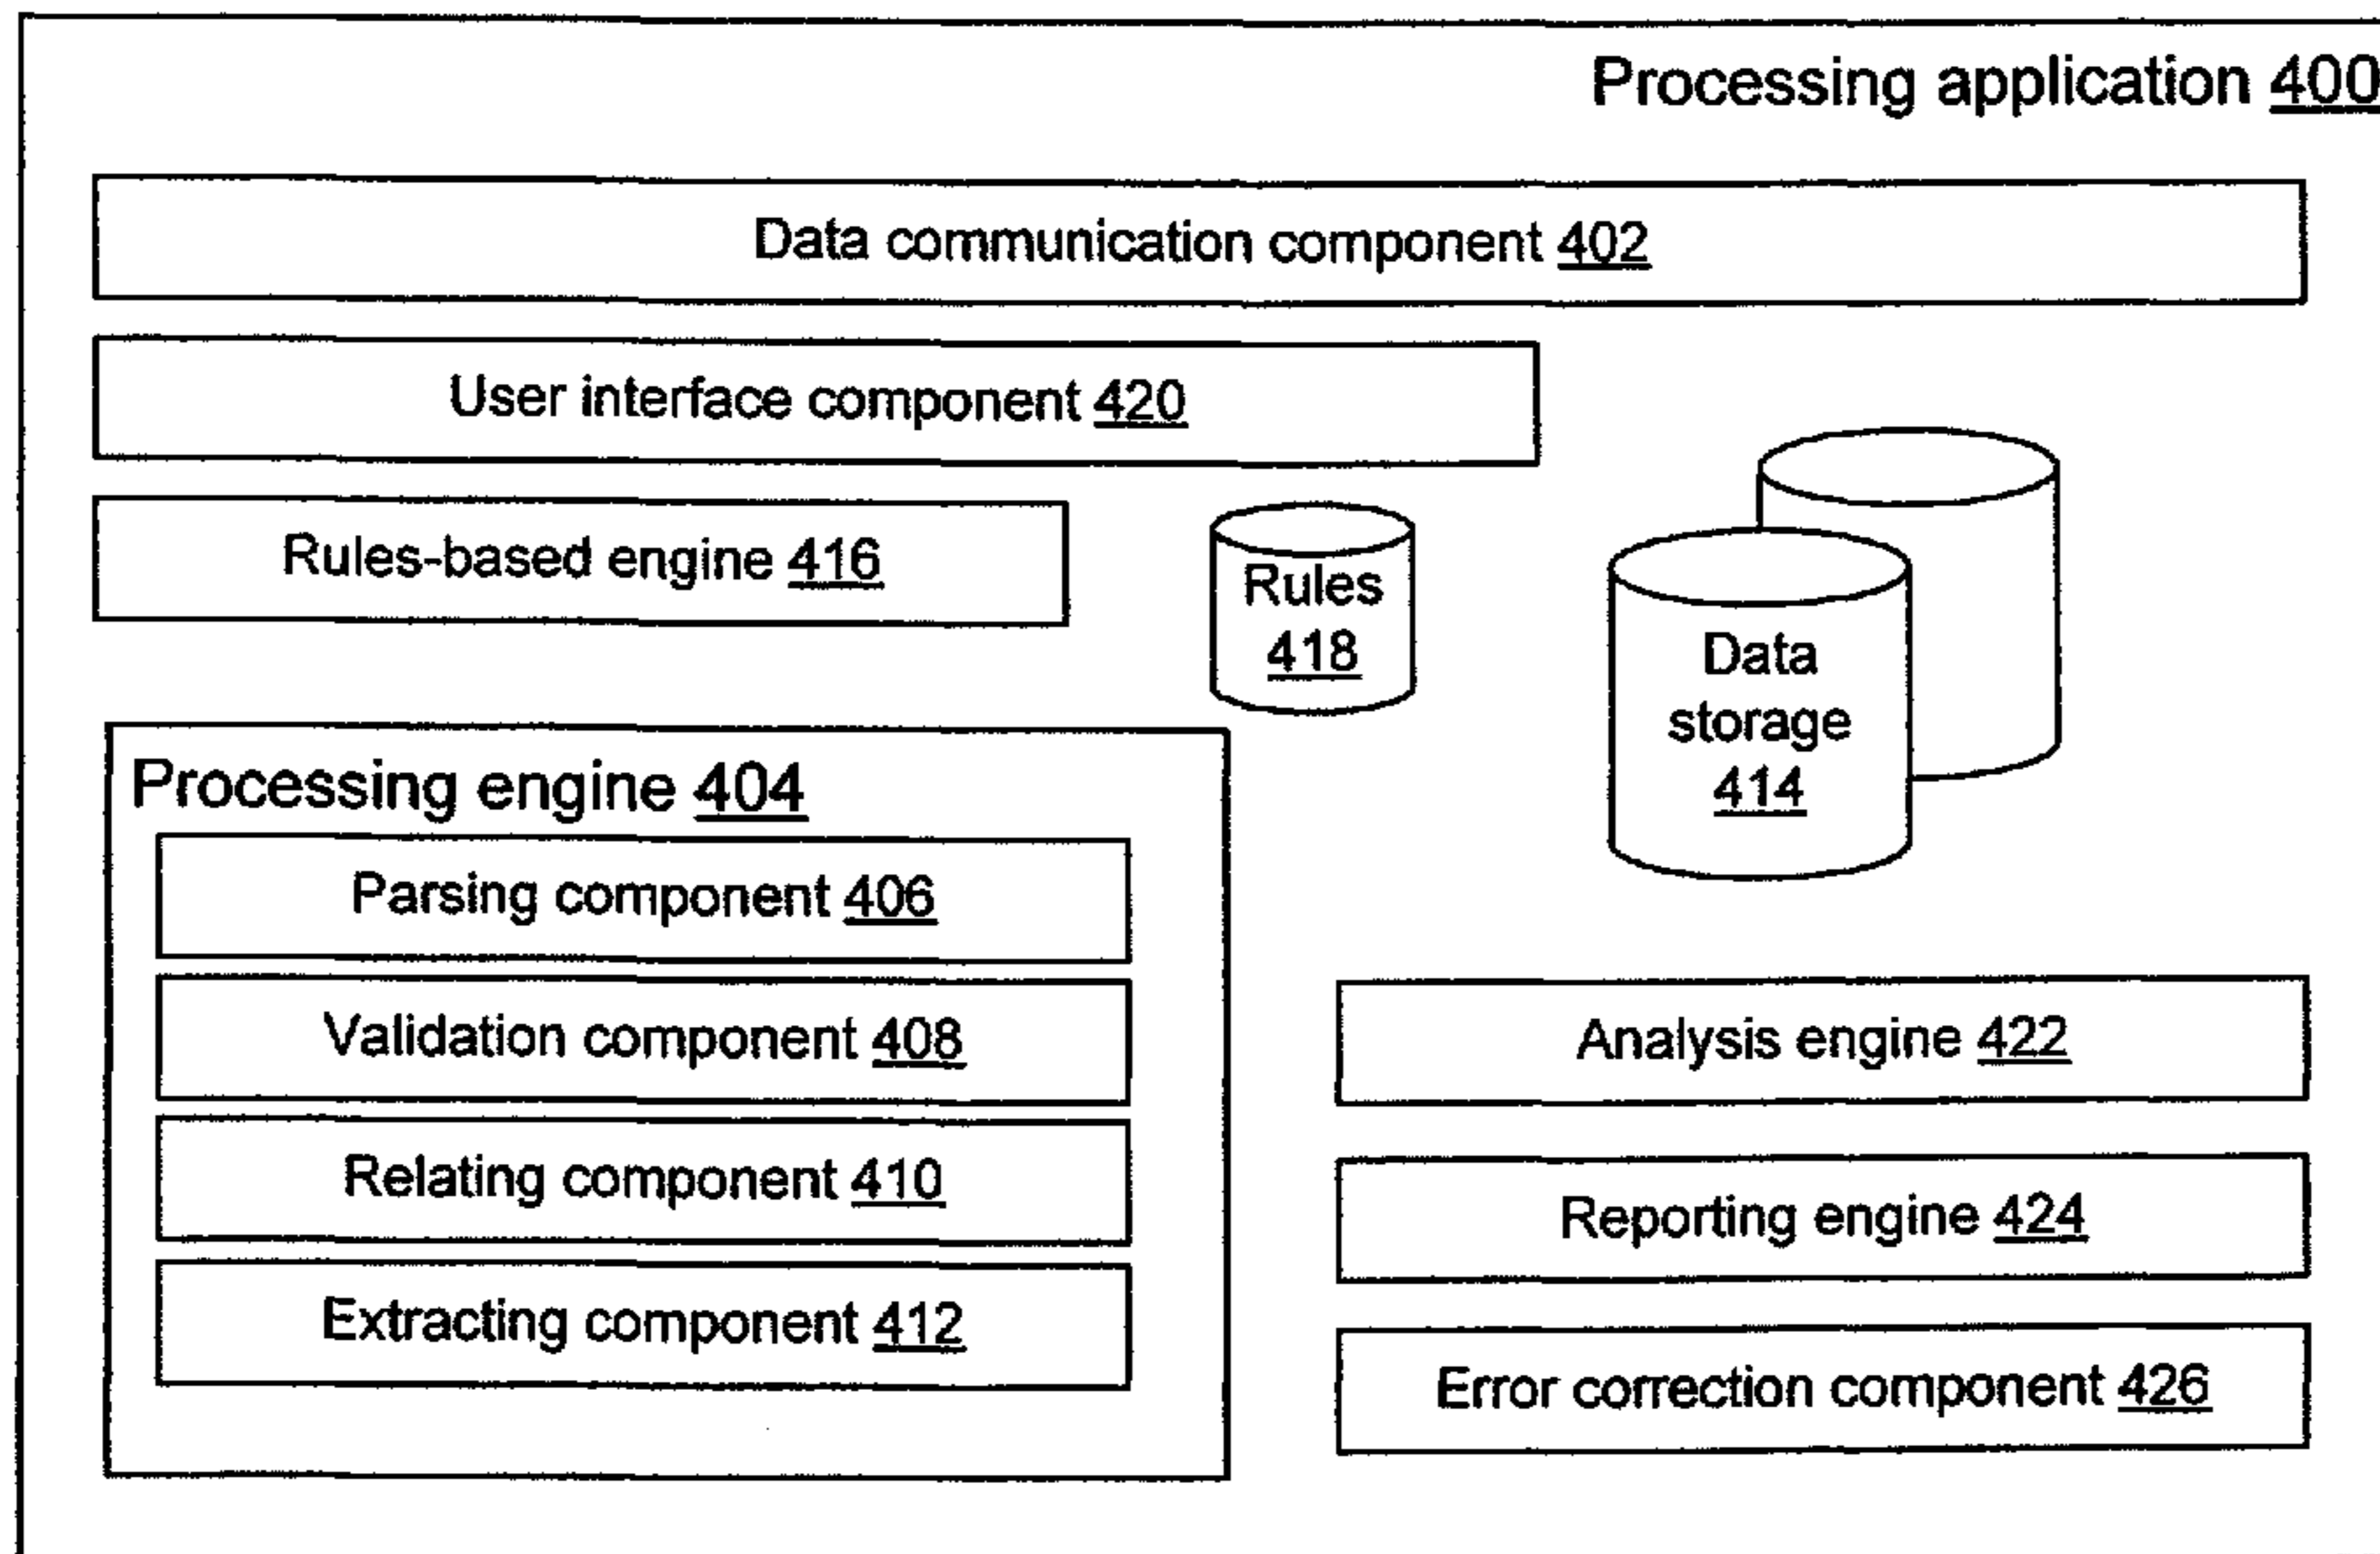 Processing application 400
Data communication component 402
User interface component 420
Rules-based engine 416
Rules
418
Data
storage
414
Processing engine 404
Parsing component 406
Validation component 408
Relating component 410
Extracting component 412
Analysis engine 422
Reporting engine 424
Error correction component 426